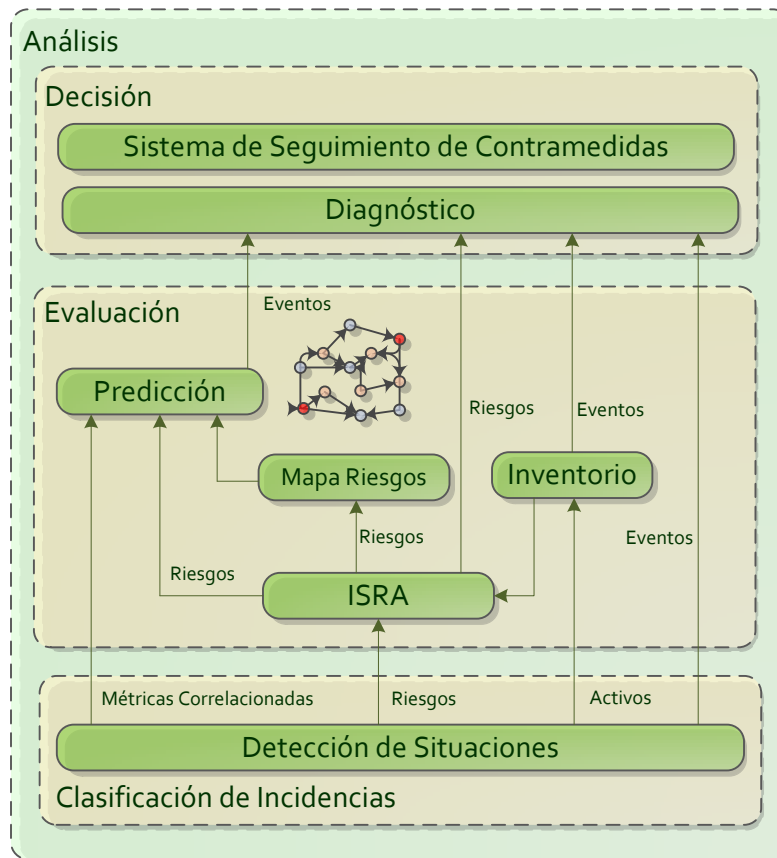 Análisis
Decisión
Sistema de Seguimiento de Contramedidas
Diagnóstico
Evaluación
Eventos
Predicción
Riesgos
Eventos
Mapa Riesgos
Inventorio
Riesgos
Eventos
Riesgos
ISRA
Métricas Correlacionadas
Riesgos
Activos
Detección de Situaciones
Clasificación de Incidencias